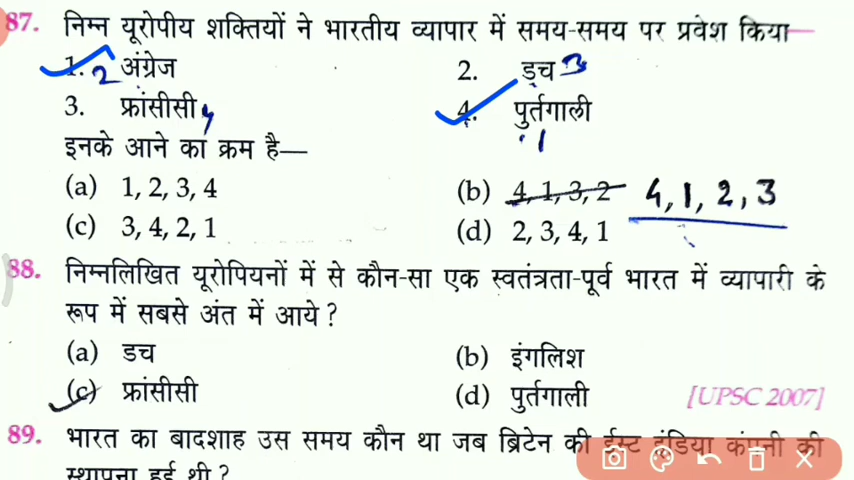 87. निम्न यूरोपीय शक्तियों ने भारतीय व्यापार में समय-समय पर प्रवेश किया—
1. 2 अंग्रेज 2. डच 3
3. फ्रांसीसी 4 4. पुर्तगाली
1
इनके आने का क्रम है—
(a) 1, 2, 3, 4 (b) 4, 1, 3, 2 4, 1, 2, 3
(c) 3, 4, 2, 1 (d) 2, 3, 4, 1
88. निम्नलिखित यूरोपियनों में से कौन-सा एक स्वतंत्रता-पूर्व भारत में व्यापारी के
रूप में सबसे अंत में आये ?
(a) डच (b) इंगलिश
(c) फ्रांसीसी (d) पुर्तगाली [UPSC 2007]
89. भारत का बादशाह उस समय कौन था जब ब्रिटेन की ईस्ट इंडिया कंपनी की
स्थापना हुई थी ?